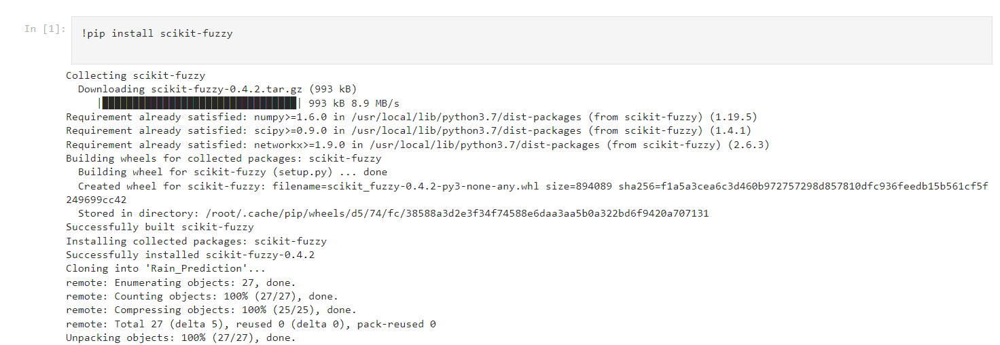 In [1]:
!pip install scikit-fuzzy
Collecting scikit-fuzzy
  Downloading scikit-fuzzy-0.4.2.tar.gz (993 kB)
     |████████████████████████████████| 993 kB 8.9 MB/s
Requirement already satisfied: numpy>=1.6.0 in /usr/local/lib/python3.7/dist-packages (from scikit-fuzzy) (1.19.5)
Requirement already satisfied: scipy>=0.9.0 in /usr/local/lib/python3.7/dist-packages (from scikit-fuzzy) (1.4.1)
Requirement already satisfied: networkx>=1.9.0 in /usr/local/lib/python3.7/dist-packages (from scikit-fuzzy) (2.6.3)
Building wheels for collected packages: scikit-fuzzy
  Building wheel for scikit-fuzzy (setup.py) ... done
  Created wheel for scikit-fuzzy: filename=scikit_fuzzy-0.4.2-py3-none-any.whl size=894089 sha256=f1a5a3cea6c3d460b972757298d857810dfc936feedb15b561cf5f
249699cc42
  Stored in directory: /root/.cache/pip/wheels/d5/74/fc/38588a3d2e3f34f74588e6daa3aa5b0a322bd6f9420a707131
Successfully built scikit-fuzzy
Installing collected packages: scikit-fuzzy
Successfully installed scikit-fuzzy-0.4.2
Cloning into 'Rain_Prediction'...
remote: Enumerating objects: 27, done.
remote: Counting objects: 100% (27/27), done.
remote: Compressing objects: 100% (25/25), done.
remote: Total 27 (delta 5), reused 0 (delta 0), pack-reused 0
Unpacking objects: 100% (27/27), done.